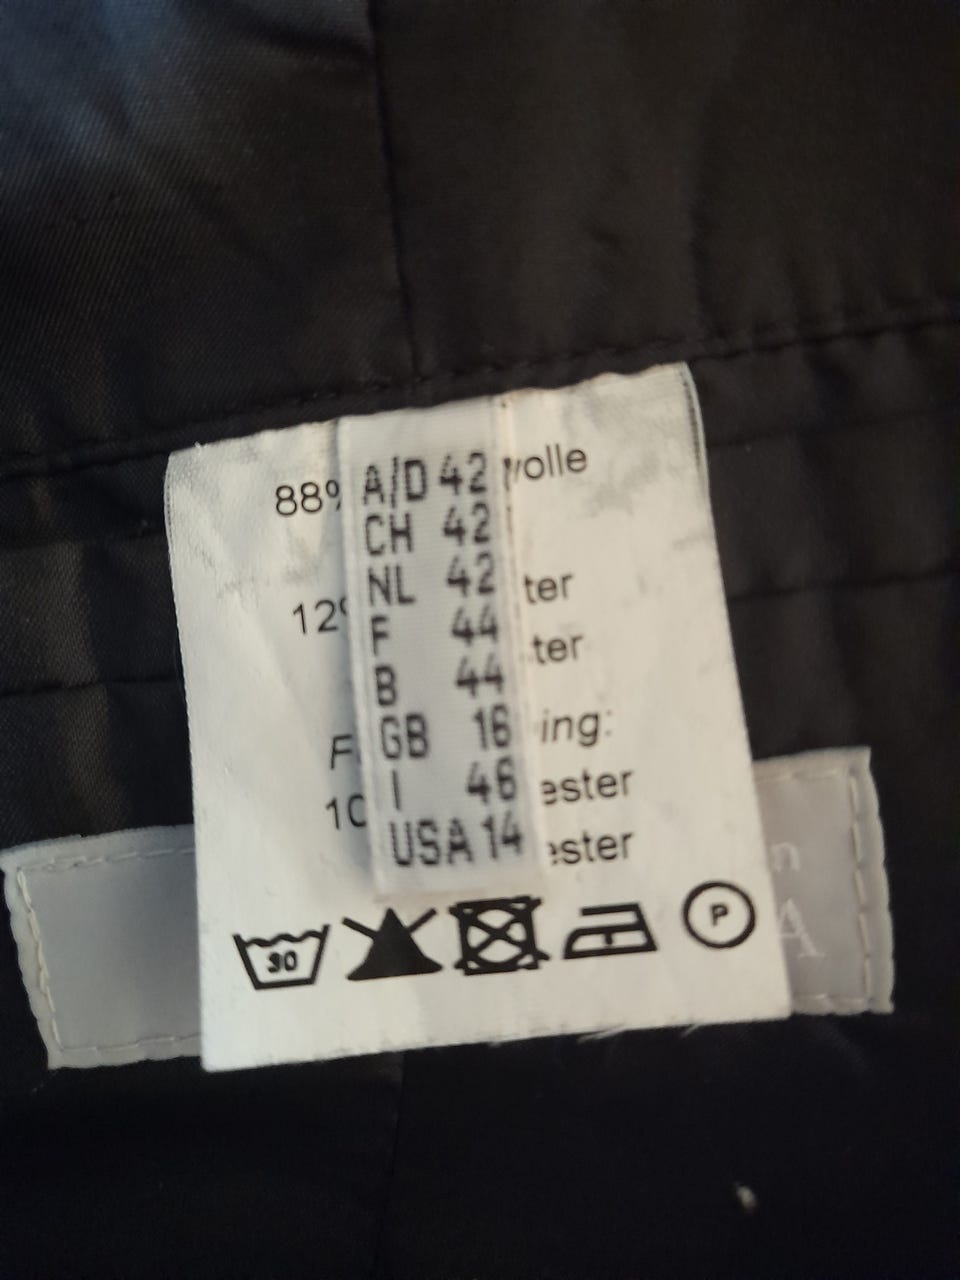 A/D 42
CH 42
NL 42
F 44
B 44
GB 16
I 46
USA 14
88%
12%
ter
ter
ing:
ester
ester
30
P
n
A